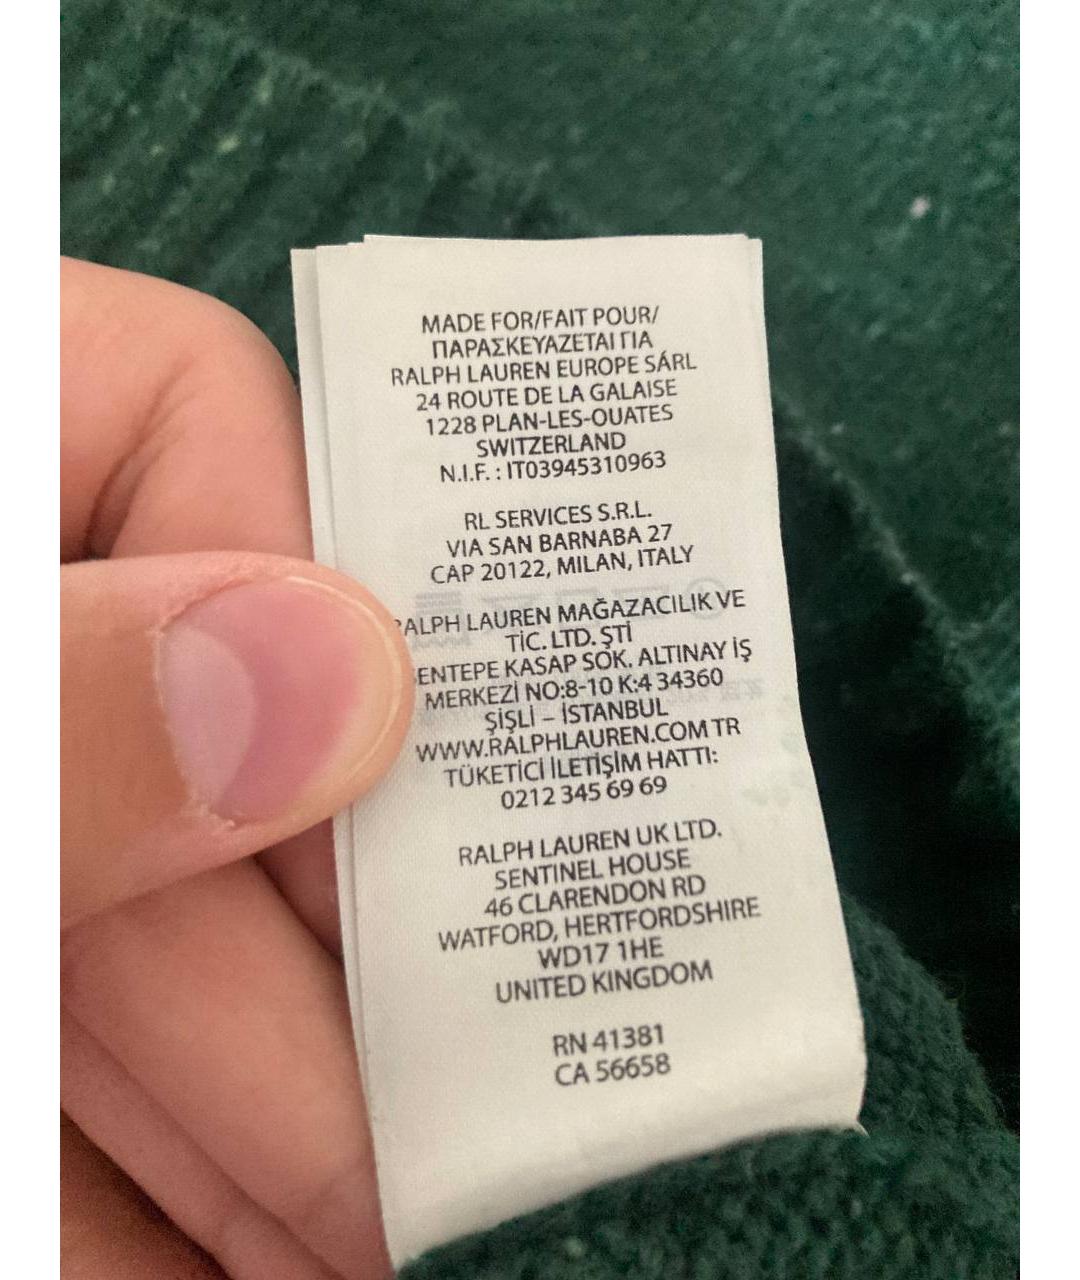 MADE FOR/FAIT POUR/
ΠΑΡΑΣΚΕΥΑΖΕΤΑΙ ΓΙΑ
RALPH LAUREN EUROPE SÁRL
24 ROUTE DE LA GALAISE
1228 PLAN-LES-OUATES
SWITZERLAND
N.I.F. : IT03945310963
RL SERVICES S.R.L.
VIA SAN BARNABA 27
CAP 20122, MILAN, ITALY
RALPH LAUREN MAĞAZACILIK VE
TİC. LTD. ŞTİ
ENTEPE KASAP SOK. ALTINAY İŞ
MERKEZİ NO:8-10 K:4 34360
ŞİŞLİ – İSTANBUL
WWW.RALPHLAUREN.COM TR
TÜKETİCİ İLETİŞİM HATTI:
0212 345 69 69
RALPH LAUREN UK LTD.
SENTINEL HOUSE
46 CLARENDON RD
WATFORD, HERTFORDSHIRE
WD17 1HE
UNITED KINGDOM
RN 41381
CA 56658